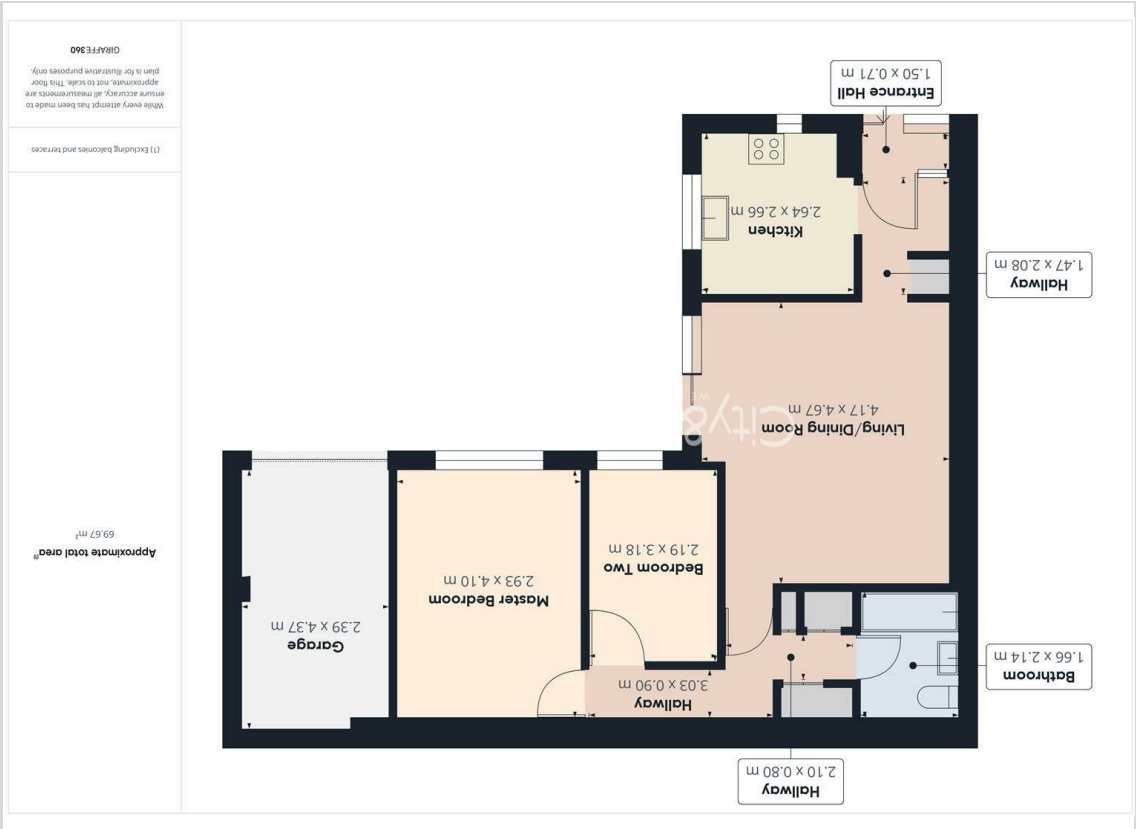 Hallway
2.10 x 0.80 m
Bathroom
1.66 x 2.14 m
Hallway
3.03 x 0.90 m
Garage
2.39 x 4.37 m
Master Bedroom
2.93 x 4.10 m
Bedroom Two
2.19 x 3.18 m
Living/Dining Room
4.17 x 4.67 m
City&
WE
Hallway
1.47 x 2.08 m
Kitchen
2.64 x 2.66 m
Entrance Hall
1.50 x 0.71 m
Approximate total area⁽¹⁾
69.67 m²
(1) Excluding balconies and terraces
While every attempt has been made to
ensure accuracy, all measurements are
approximate, not to scale. This floor
plan is for illustrative purposes only.
GIRAFFE360